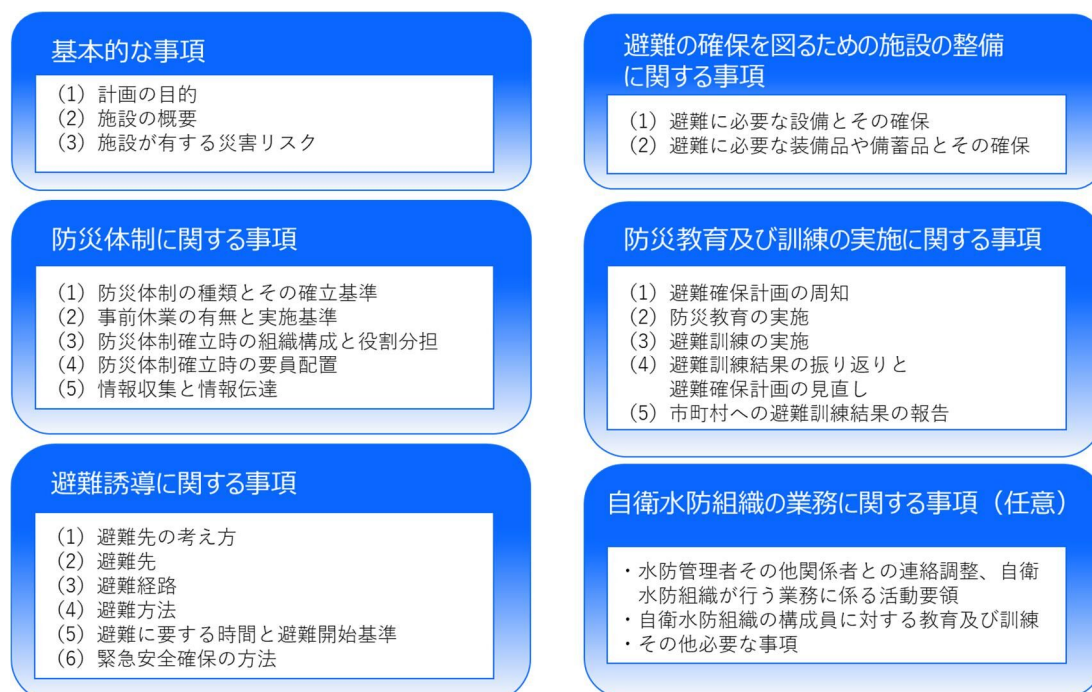 基本的な事項
（1）計画の目的
（2）施設の概要
（3）施設が有する災害リスク
防災体制に関する事項
（1）防災体制の種類とその確立基準
（2）事前休業の有無と実施基準
（3）防災体制確立時の組織構成と役割分担
（4）防災体制確立時の要員配置
（5）情報収集と情報伝達
避難誘導に関する事項
（1）避難先の考え方
（2）避難先
（3）避難経路
（4）避難方法
（5）避難に要する時間と避難開始基準
（6）緊急安全確保の方法
避難の確保を図るための施設の整備
に関する事項
（1）避難に必要な設備とその確保
（2）避難に必要な装備品や備蓄品とその確保
防災教育及び訓練の実施に関する事項
（1）避難確保計画の周知
（2）防災教育の実施
（3）避難訓練の実施
（4）避難訓練結果の振り返りと
避難確保計画の見直し
（5）市町村への避難訓練結果の報告
自衛水防組織の業務に関する事項（任意）
・水防管理者その他関係者との連絡調整、自衛
水防組織が行う業務に係る活動要領
・自衛水防組織の構成員に対する教育及び訓練
・その他必要な事項